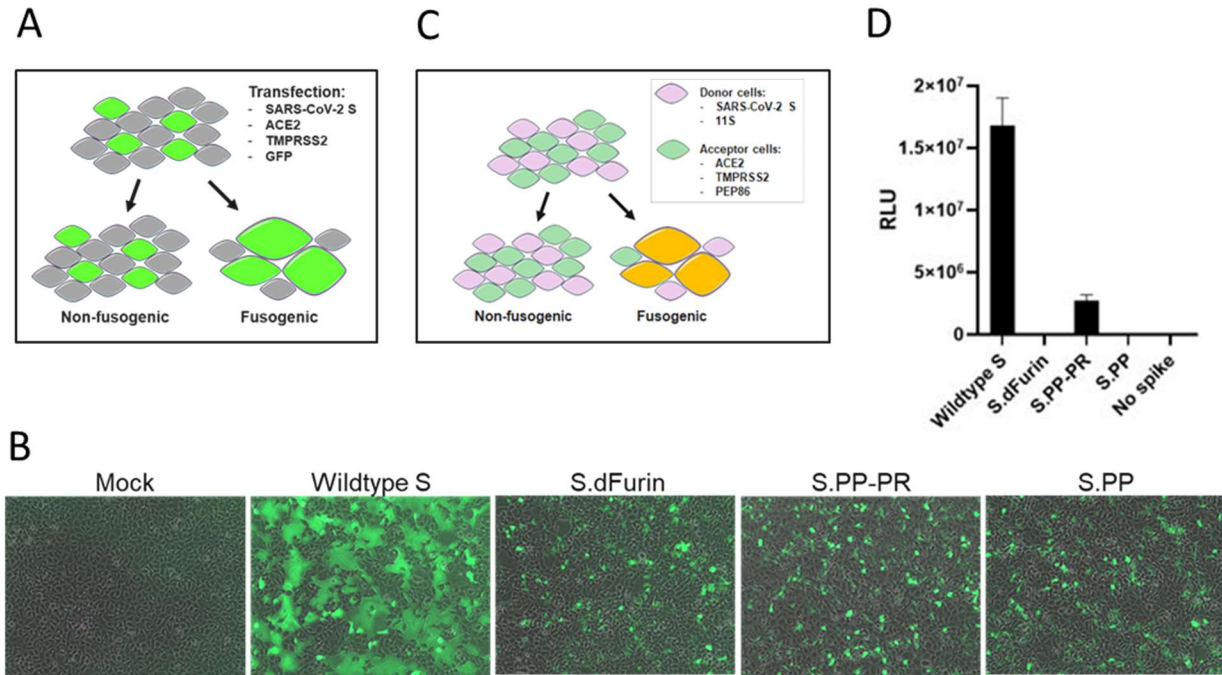 A
Transfection:
- SARS-CoV-2 S
- ACE2
- TMPRSS2
- GFP
Non-fusogenic
Fusogenic
C
Donor cells:
- SARS-CoV-2 S
- 11S
Acceptor cells:
- ACE2
- TMPRSS2
- PEP86
Non-fusogenic
Fusogenic
D
RLU
2×10⁷
1.5×10⁷
1×10⁷
5×10⁶
0
Wildtype S
S.dFurin
S.PP-PR
S.PP
No spike
B
Mock
Wildtype S
S.dFurin
S.PP-PR
S.PP